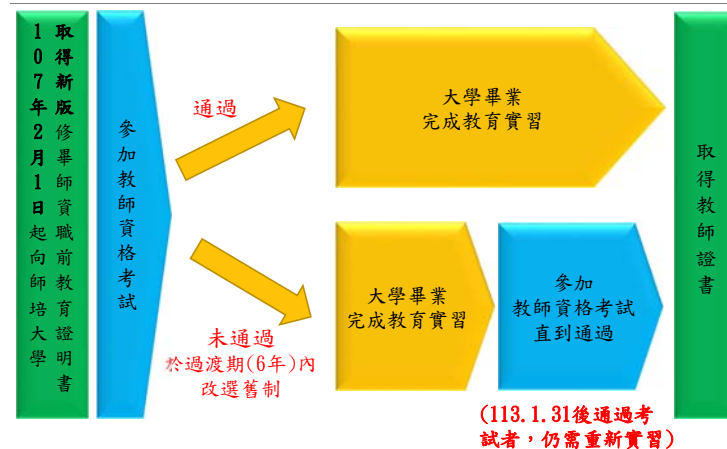 107年2月1日起向師培大學
取得新版修畢師資職前教育證明書
參加教師資格考試
通過
大學畢業
完成教育實習
未通過
於過渡期(6年)內
改選舊制
大學畢業
完成教育實習
參加
教師資格考試
直到通過
(113.1.31後通過考
試者，仍需重新實習)
取得教師證書